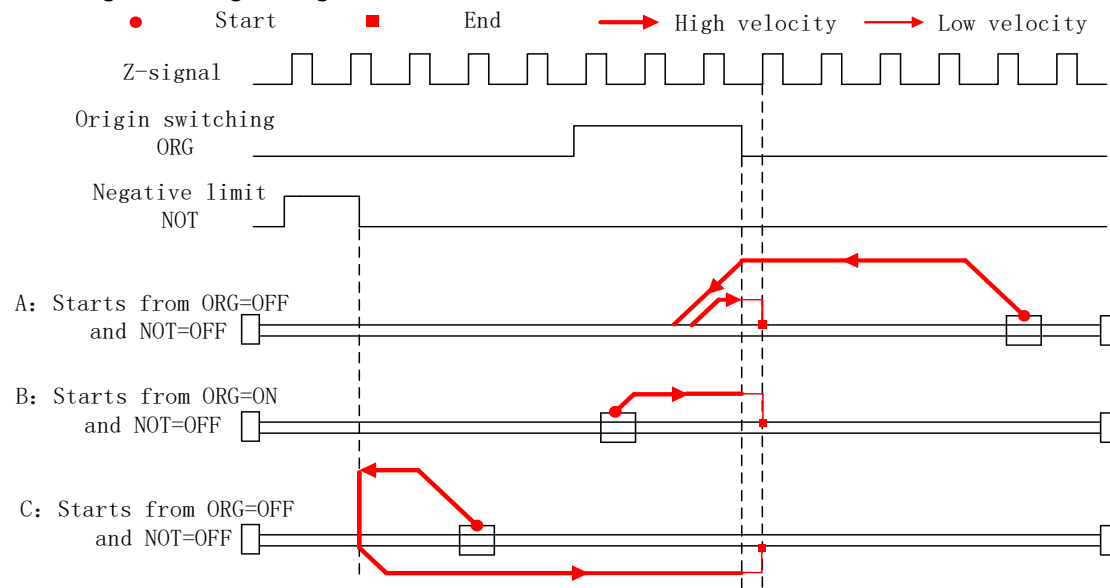 Start End High velocity Low velocity
Z-signal
Origin switching
ORG
Negative limit
NOT
A: Starts from ORG=OFF
and NOT=OFF
B: Starts from ORG=ON
and NOT=OFF
C: Starts from ORG=OFF
and NOT=OFF